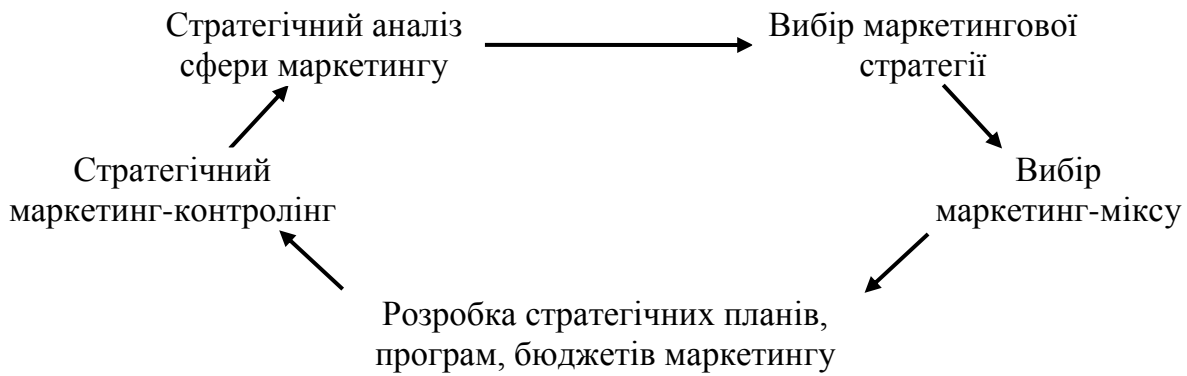 Стратегічний аналіз
сфери маркетингу
Вибір маркетингової
стратегії
Стратегічний
маркетинг-контролінг
Вибір
маркетинг-міксу
Розробка стратегічних планів,
програм, бюджетів маркетингу